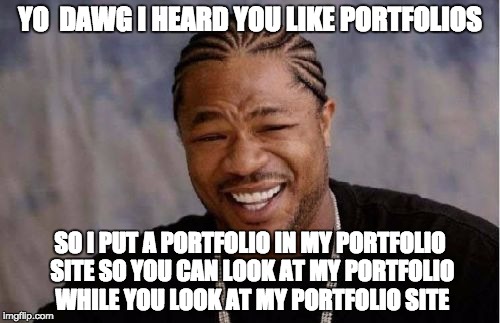 YO DAWG I HEARD YOU LIKE PORTFOLIOS
SO I PUT A PORTFOLIO IN MY PORTFOLIO
SITE SO YOU CAN LOOK AT MY PORTFOLIO
WHILE YOU LOOK AT MY PORTFOLIO SITE
imgflip.com